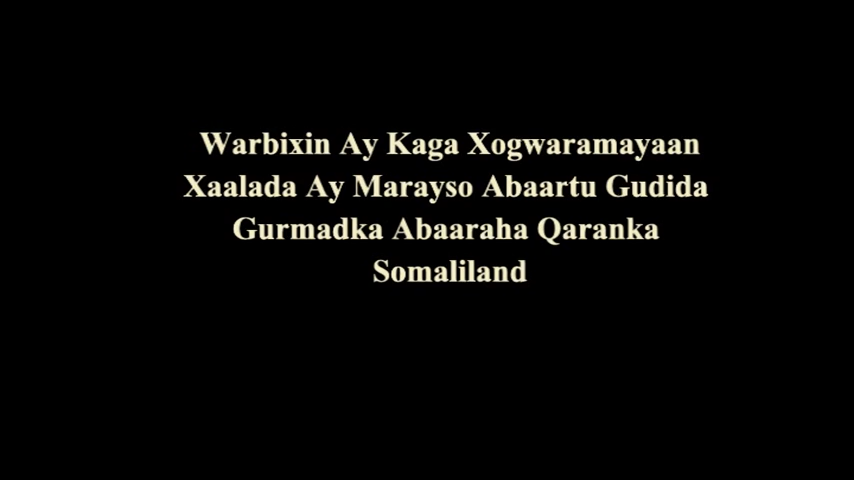 Warbixin Ay Kaga Xogwaramayaan
Xaalada Ay Marayso Abaartu Gudida
Gurmadka Abaaraha Qaranka
Somaliland